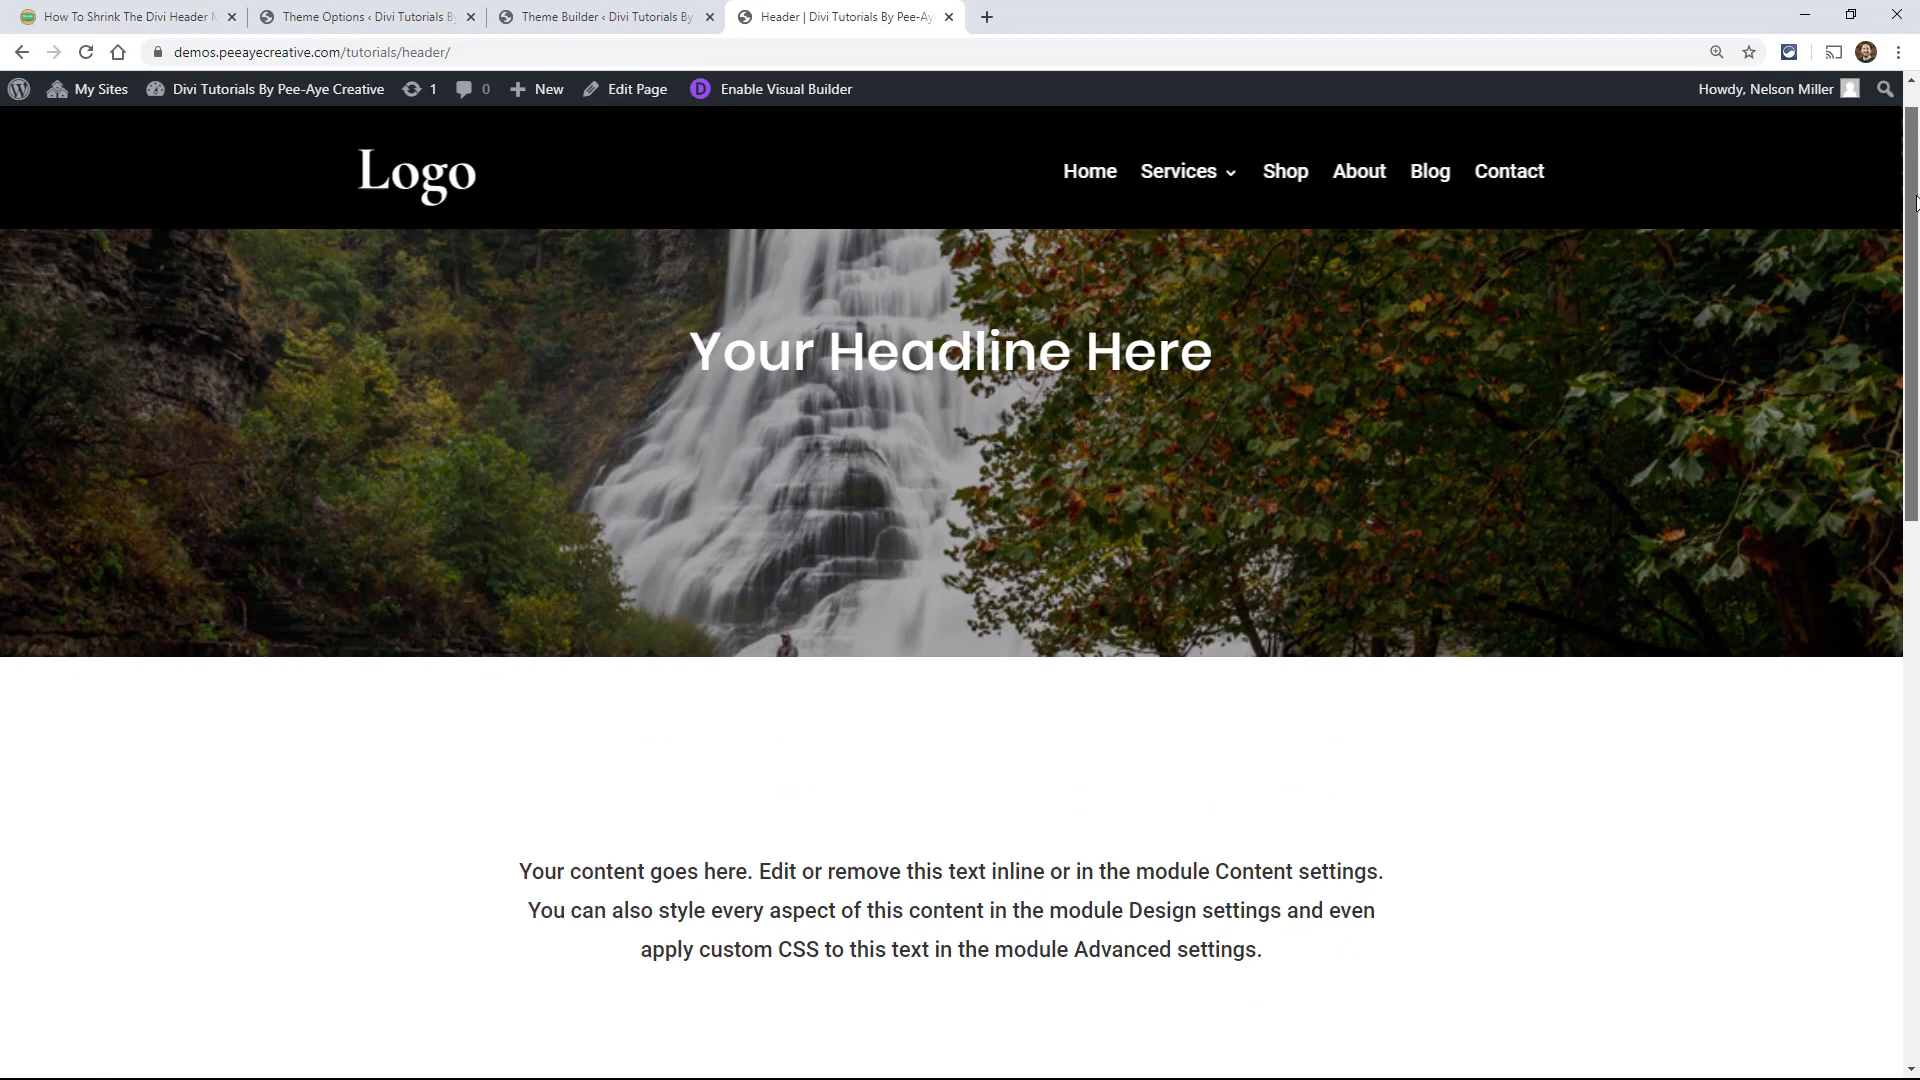 How To Shrink The Divi Header
Theme Options ‹ Divi Tutorials By
Theme Builder ‹ Divi Tutorials By
Header | Divi Tutorials By Pee-Ay
demos.peeayecreative.com/tutorials/header/
My Sites Divi Tutorials By Pee-Aye Creative 1 0 New Edit Page D Enable Visual Builder Howdy, Nelson Miller
Logo
Home Services Shop About Blog Contact
Your Headline Here
Your content goes here. Edit or remove this text inline or in the module Content settings.
You can also style every aspect of this content in the module Design settings and even
apply custom CSS to this text in the module Advanced settings.